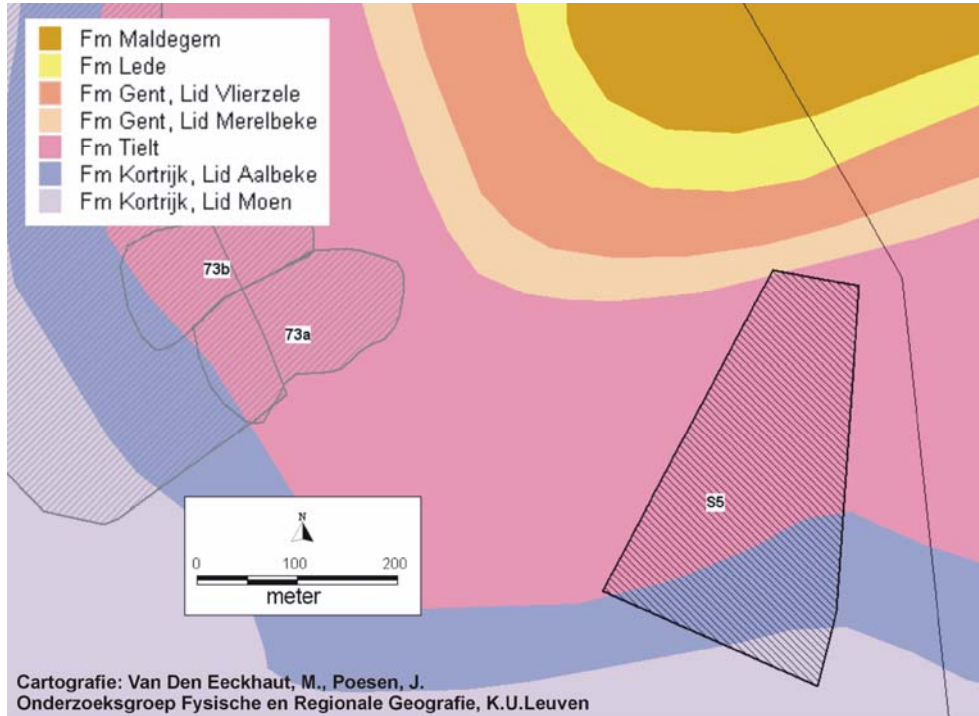 Fm Maldegem
Fm Lede
Fm Gent, Lid Vlierzele
Fm Gent, Lid Merelbeke
Fm Tielt
Fm Kortrijk, Lid Aalbeke
Fm Kortrijk, Lid Moen
73b
73a
S5
N
0 100 200
meter
Cartografie: Van Den Eeckhaut, M., Poesen, J.
Onderzoeksgroep Fysische en Regionale Geografie, K.U.Leuven